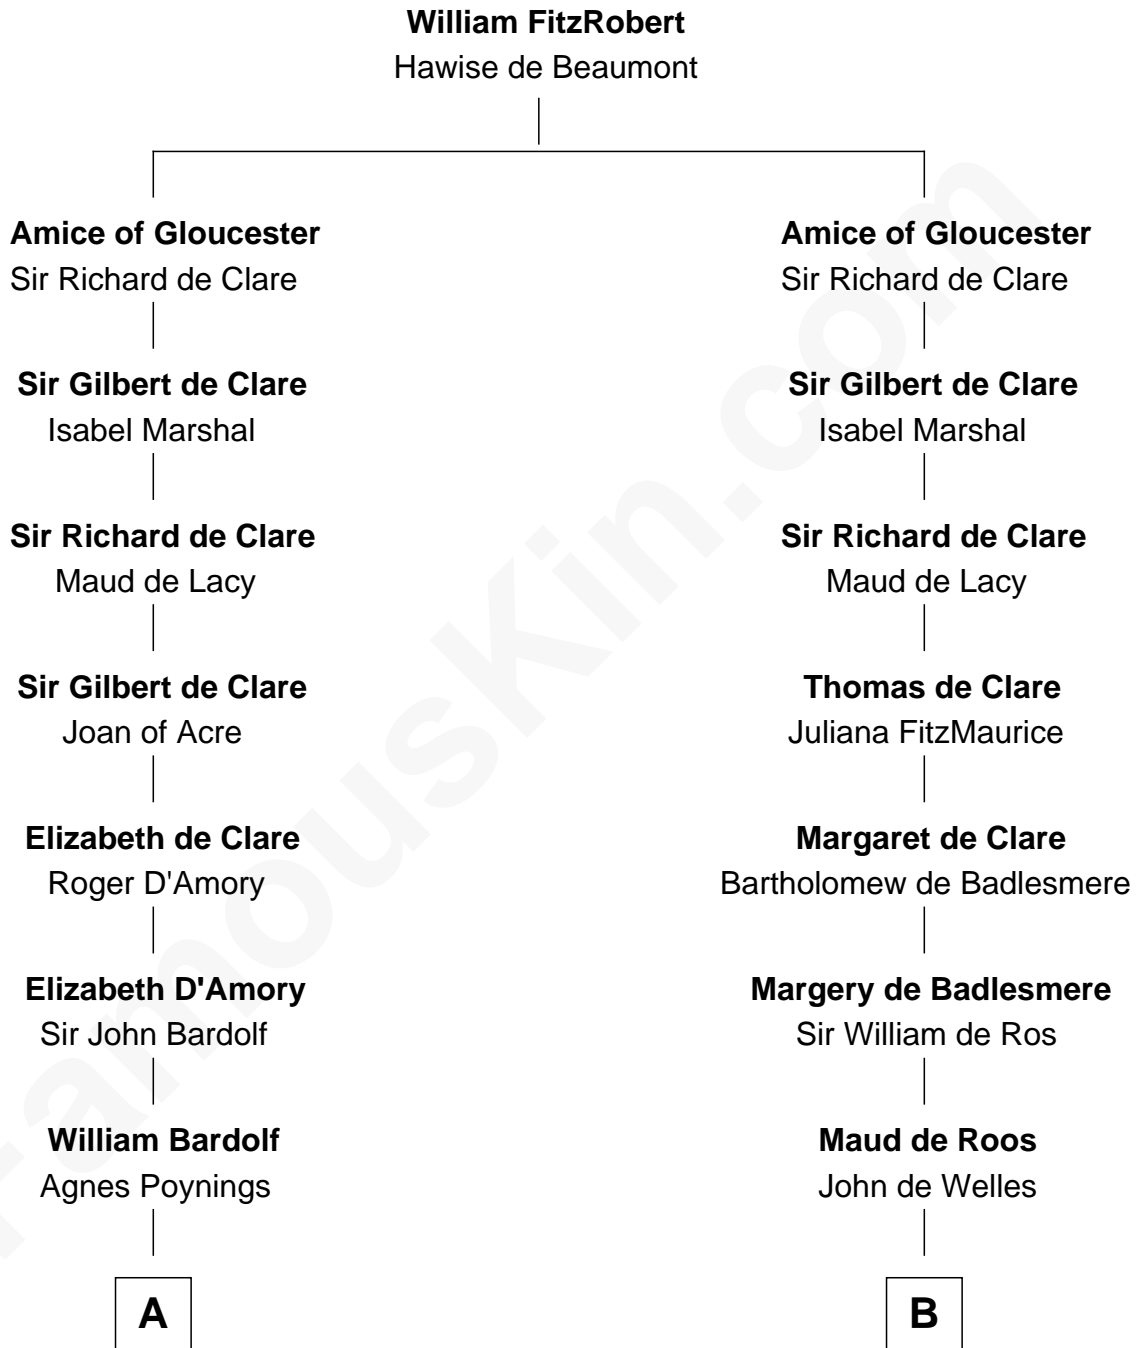 William FitzRobert
Hawise de Beaumont
Amice of Gloucester
Sir Richard de Clare
Amice of Gloucester
Sir Richard de Clare
Sir Gilbert de Clare
Isabel Marshal
Sir Gilbert de Clare
Isabel Marshal
Sir Richard de Clare
Maud de Lacy
Sir Richard de Clare
Maud de Lacy
Sir Gilbert de Clare
Joan of Acre
Thomas de Clare
Juliana FitzMaurice
Elizabeth de Clare
Roger D'Amory
Margaret de Clare
Bartholomew de Badlesmere
Elizabeth D'Amory
Sir John Bardolf
Margery de Badlesmere
Sir William de Ros
William Bardolf
Agnes Poynings
Maud de Roos
John de Welles
A
B
FamousKin.com